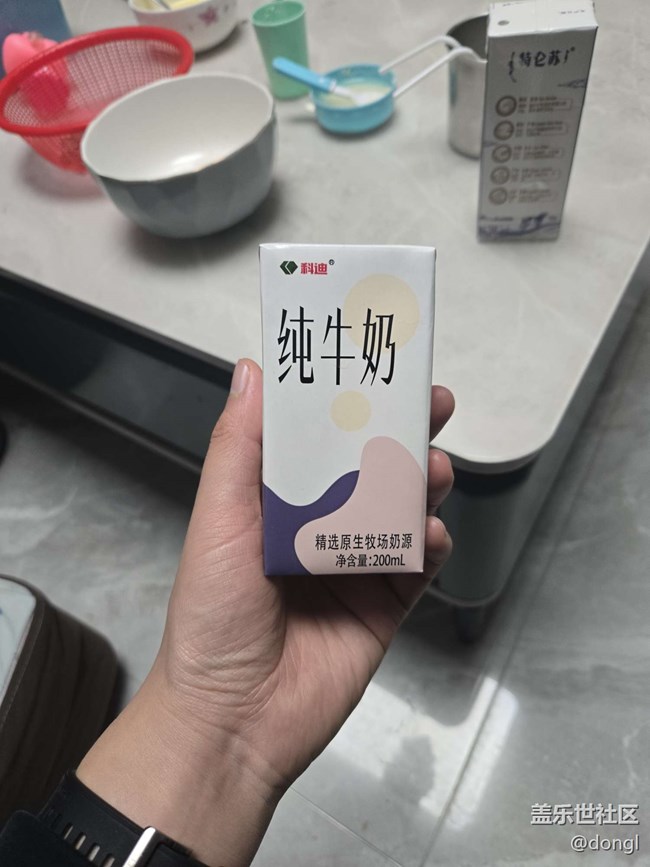 特仑苏
科迪®
纯牛奶
精选原生牧场奶源
净含量:200mL
盖乐世社区
@dongl